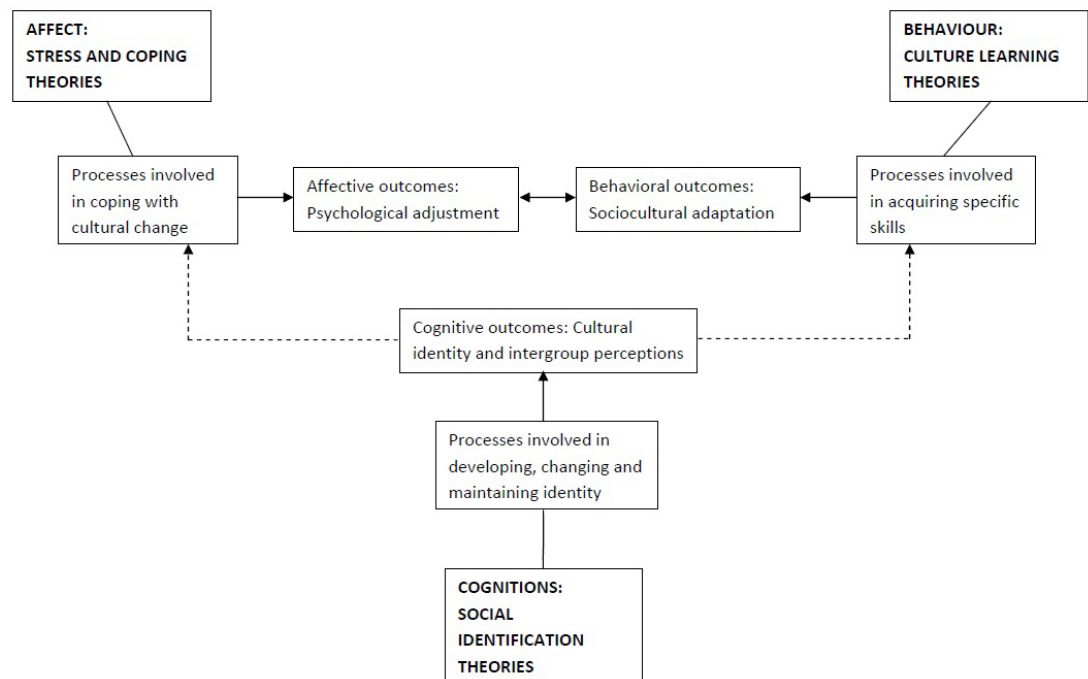 AFFECT:
STRESS AND COPING
THEORIES
BEHAVIOUR:
CULTURE LEARNING
THEORIES
Processes involved
in coping with
cultural change
Affective outcomes:
Psychological adjustment
Behavioral outcomes:
Sociocultural adaptation
Processes involved
in acquiring specific
skills
Cognitive outcomes: Cultural
identity and intergroup perceptions
Processes involved in
developing, changing and
maintaining identity
COGNITIONS:
SOCIAL
IDENTIFICATION
THEORIES